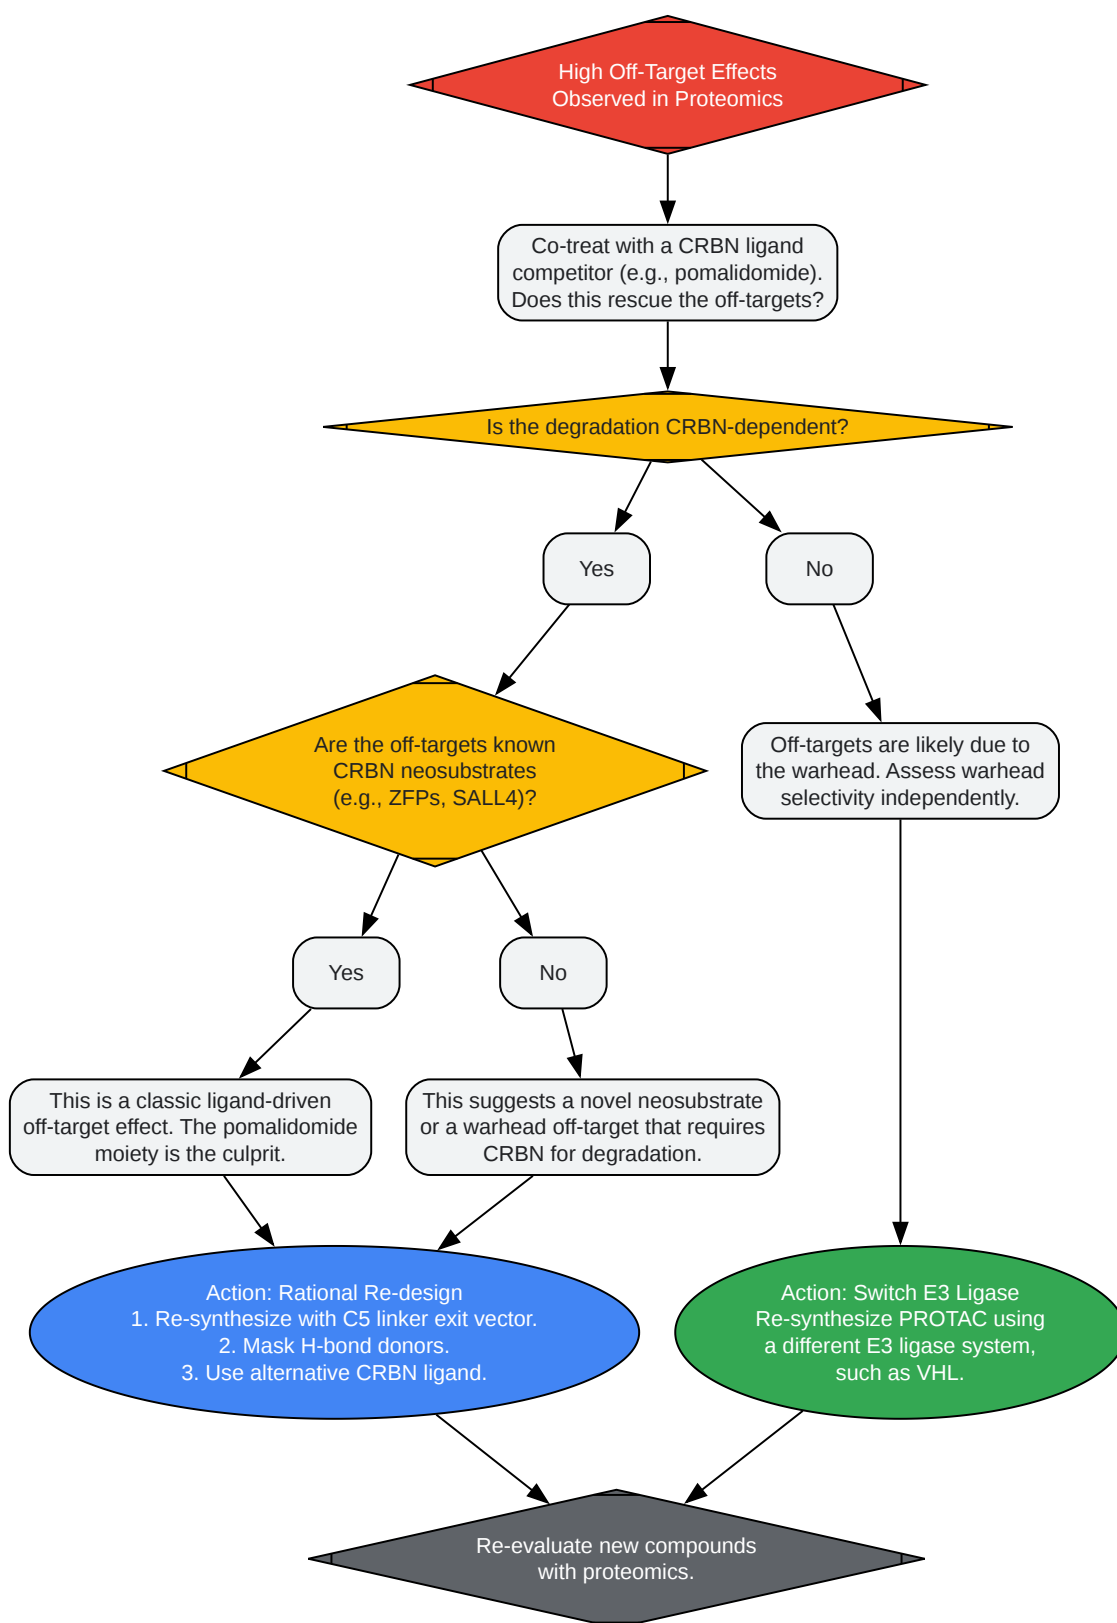 High Off-Target Effects
Observed in Proteomics
Co-treat with a CRBN ligand
competitor (e.g., pomalidomide).
Does this rescue the off-targets?
Is the degradation CRBN-dependent?
Yes
No
Are the off-targets known
CRBN neosubstrates
(e.g., ZFPs, SALL4)?
Off-targets are likely due to
the warhead. Assess warhead
selectivity independently.
Yes
No
This is a classic ligand-driven
off-target effect. The pomalidomide
moiety is the culprit.
This suggests a novel neosubstrate
or a warhead off-target that requires
CRBN for degradation.
Action: Rational Re-design
1. Re-synthesize with C5 linker exit vector.
2. Mask H-bond donors.
3. Use alternative CRBN ligand.
Action: Switch E3 Ligase
Re-synthesize PROTAC using
a different E3 ligase system,
such as VHL.
Re-evaluate new compounds
with proteomics.